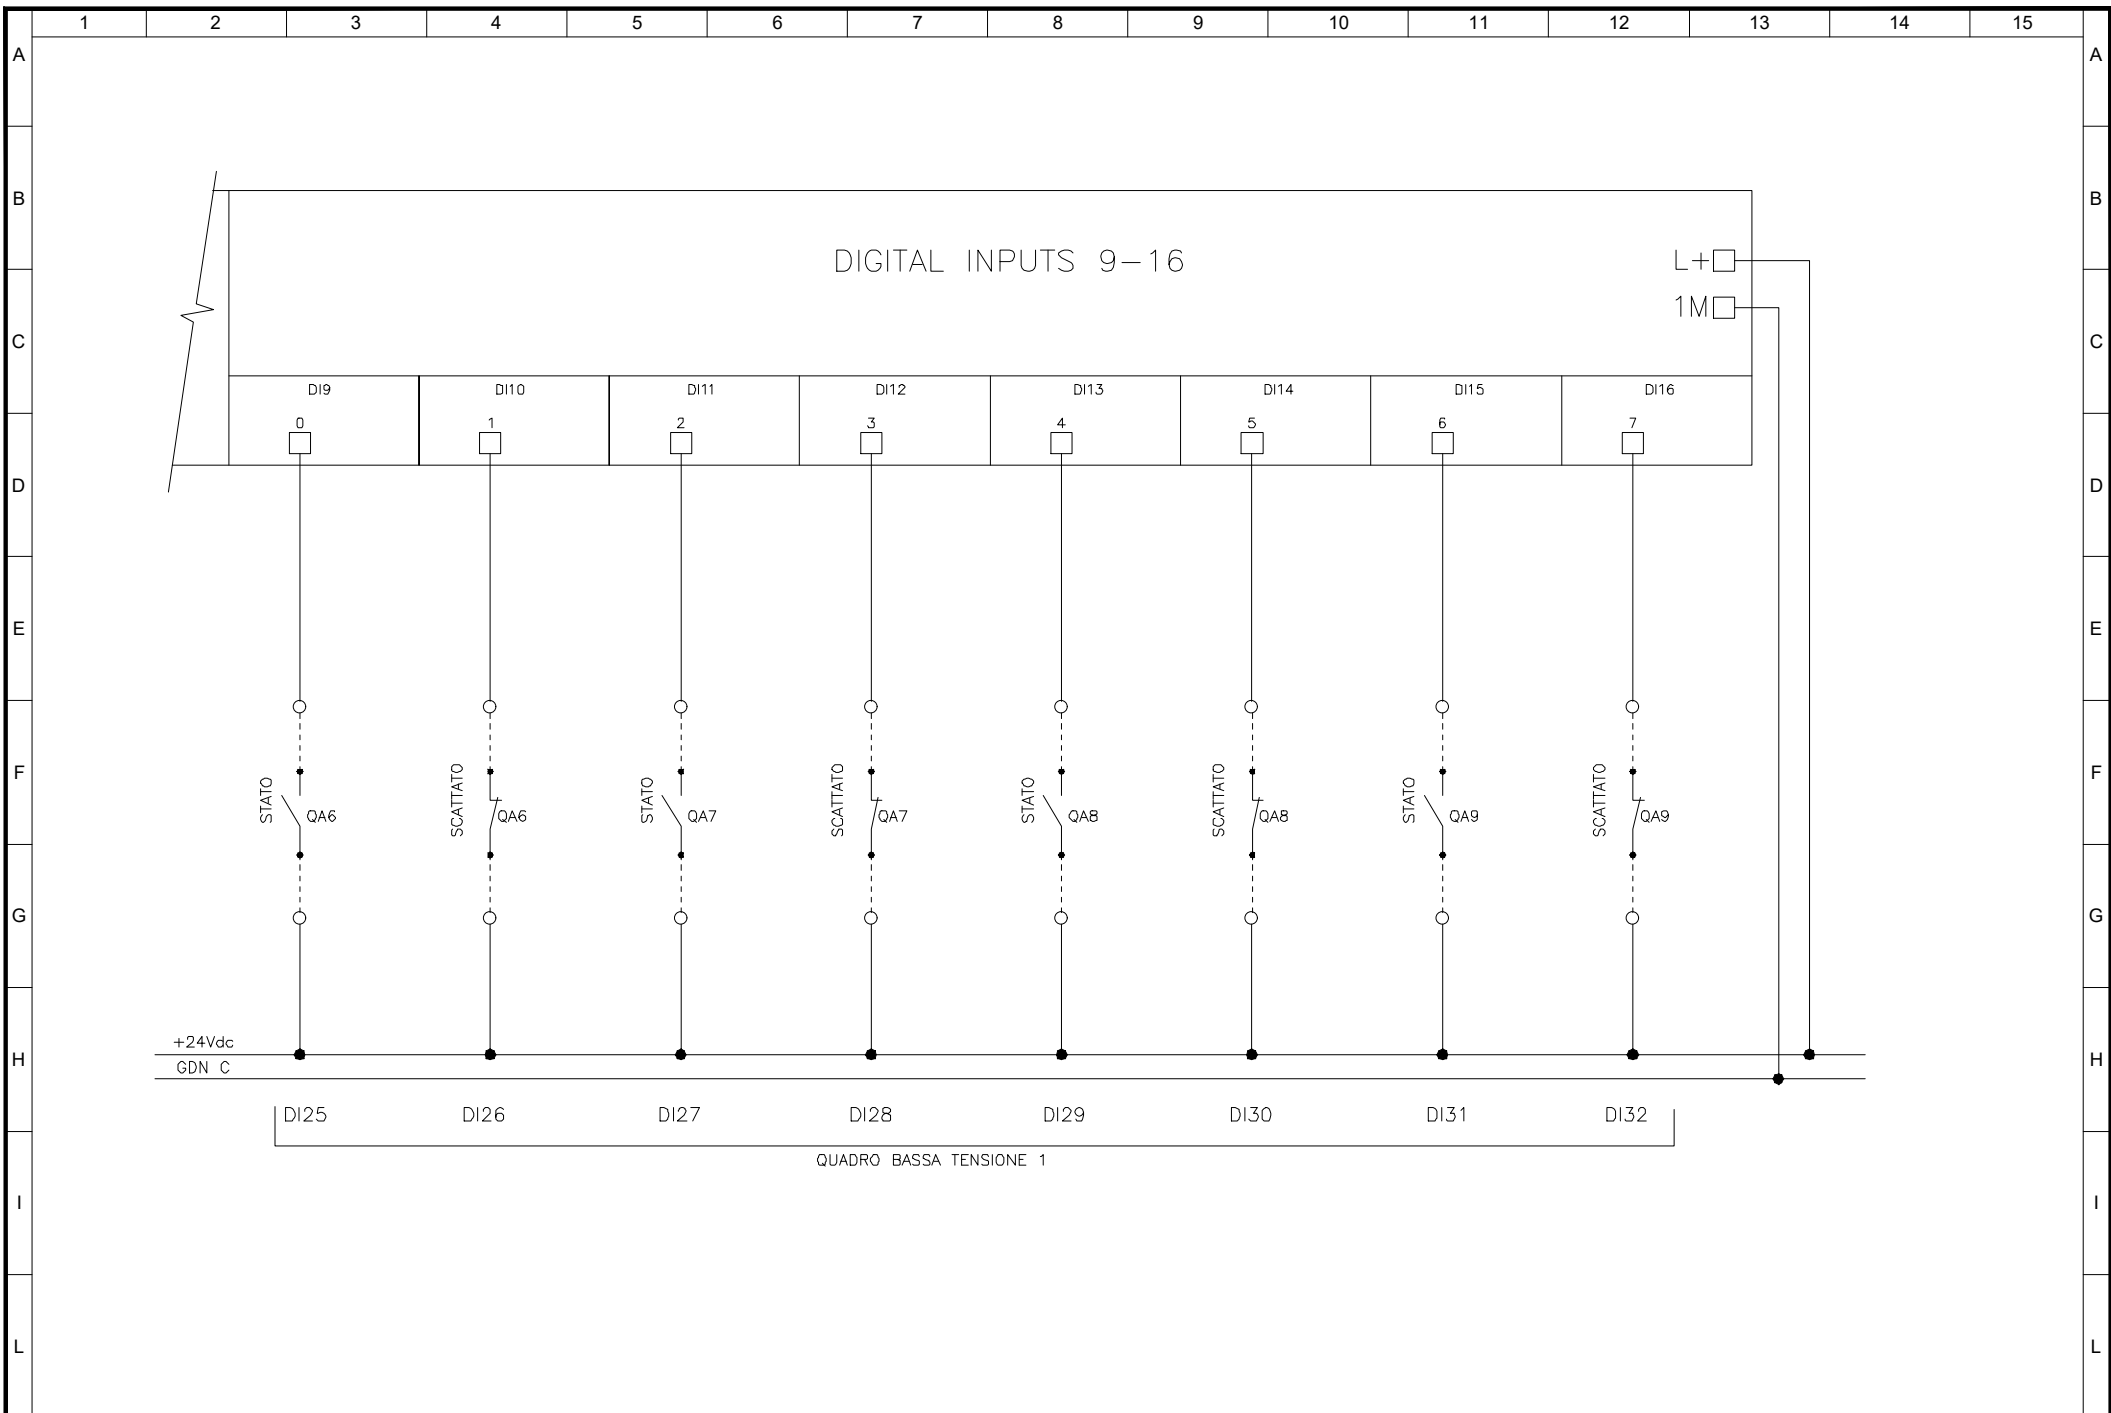 1 2 3 4 5 6 7 8 9 10 11 12 13 14 15
A A
B B
DIGITAL INPUTS 9-16
L+
1M
C C
DI9 DI10 DI11 DI12 DI13 DI14 DI15 DI16
0 1 2 3 4 5 6 7
D D
E E
F F
STATO QA6 SCATTATO QA6 STATO QA7 SCATTATO QA7 STATO QA8 SCATTATO QA8 STATO QA9 SCATTATO QA9
G G
+24Vdc
H H
GDN C
DI25 DI26 DI27 DI28 DI29 DI30 DI31 DI32
QUADRO BASSA TENSIONE 1
I I
L L